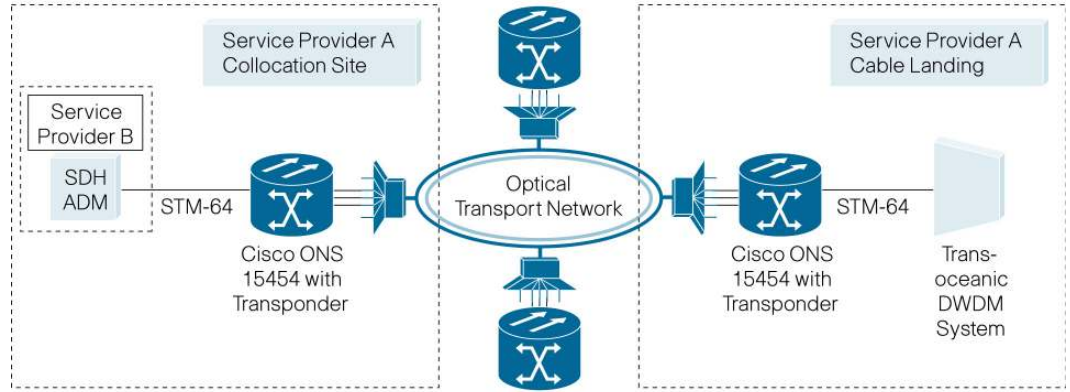 Service Provider A
Collocation Site
Service Provider A
Cable Landing
Service
Provider B
SDH
ADM
STM-64
Cisco ONS
15454 with
Transponder
Optical
Transport Network
Cisco ONS
15454 with
Transponder
STM-64
Trans-
oceanic
DWDM
System